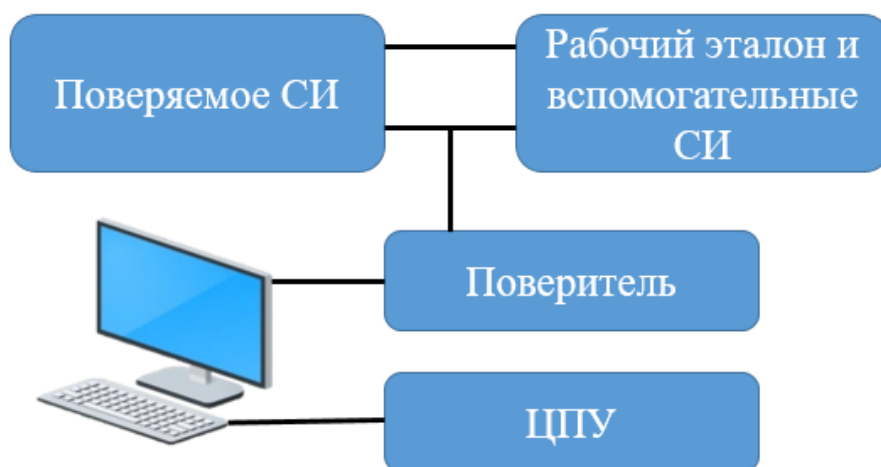 Поверяемое СИ
Рабочий эталон и
вспомогательные
СИ
Поверитель
ЦПУ